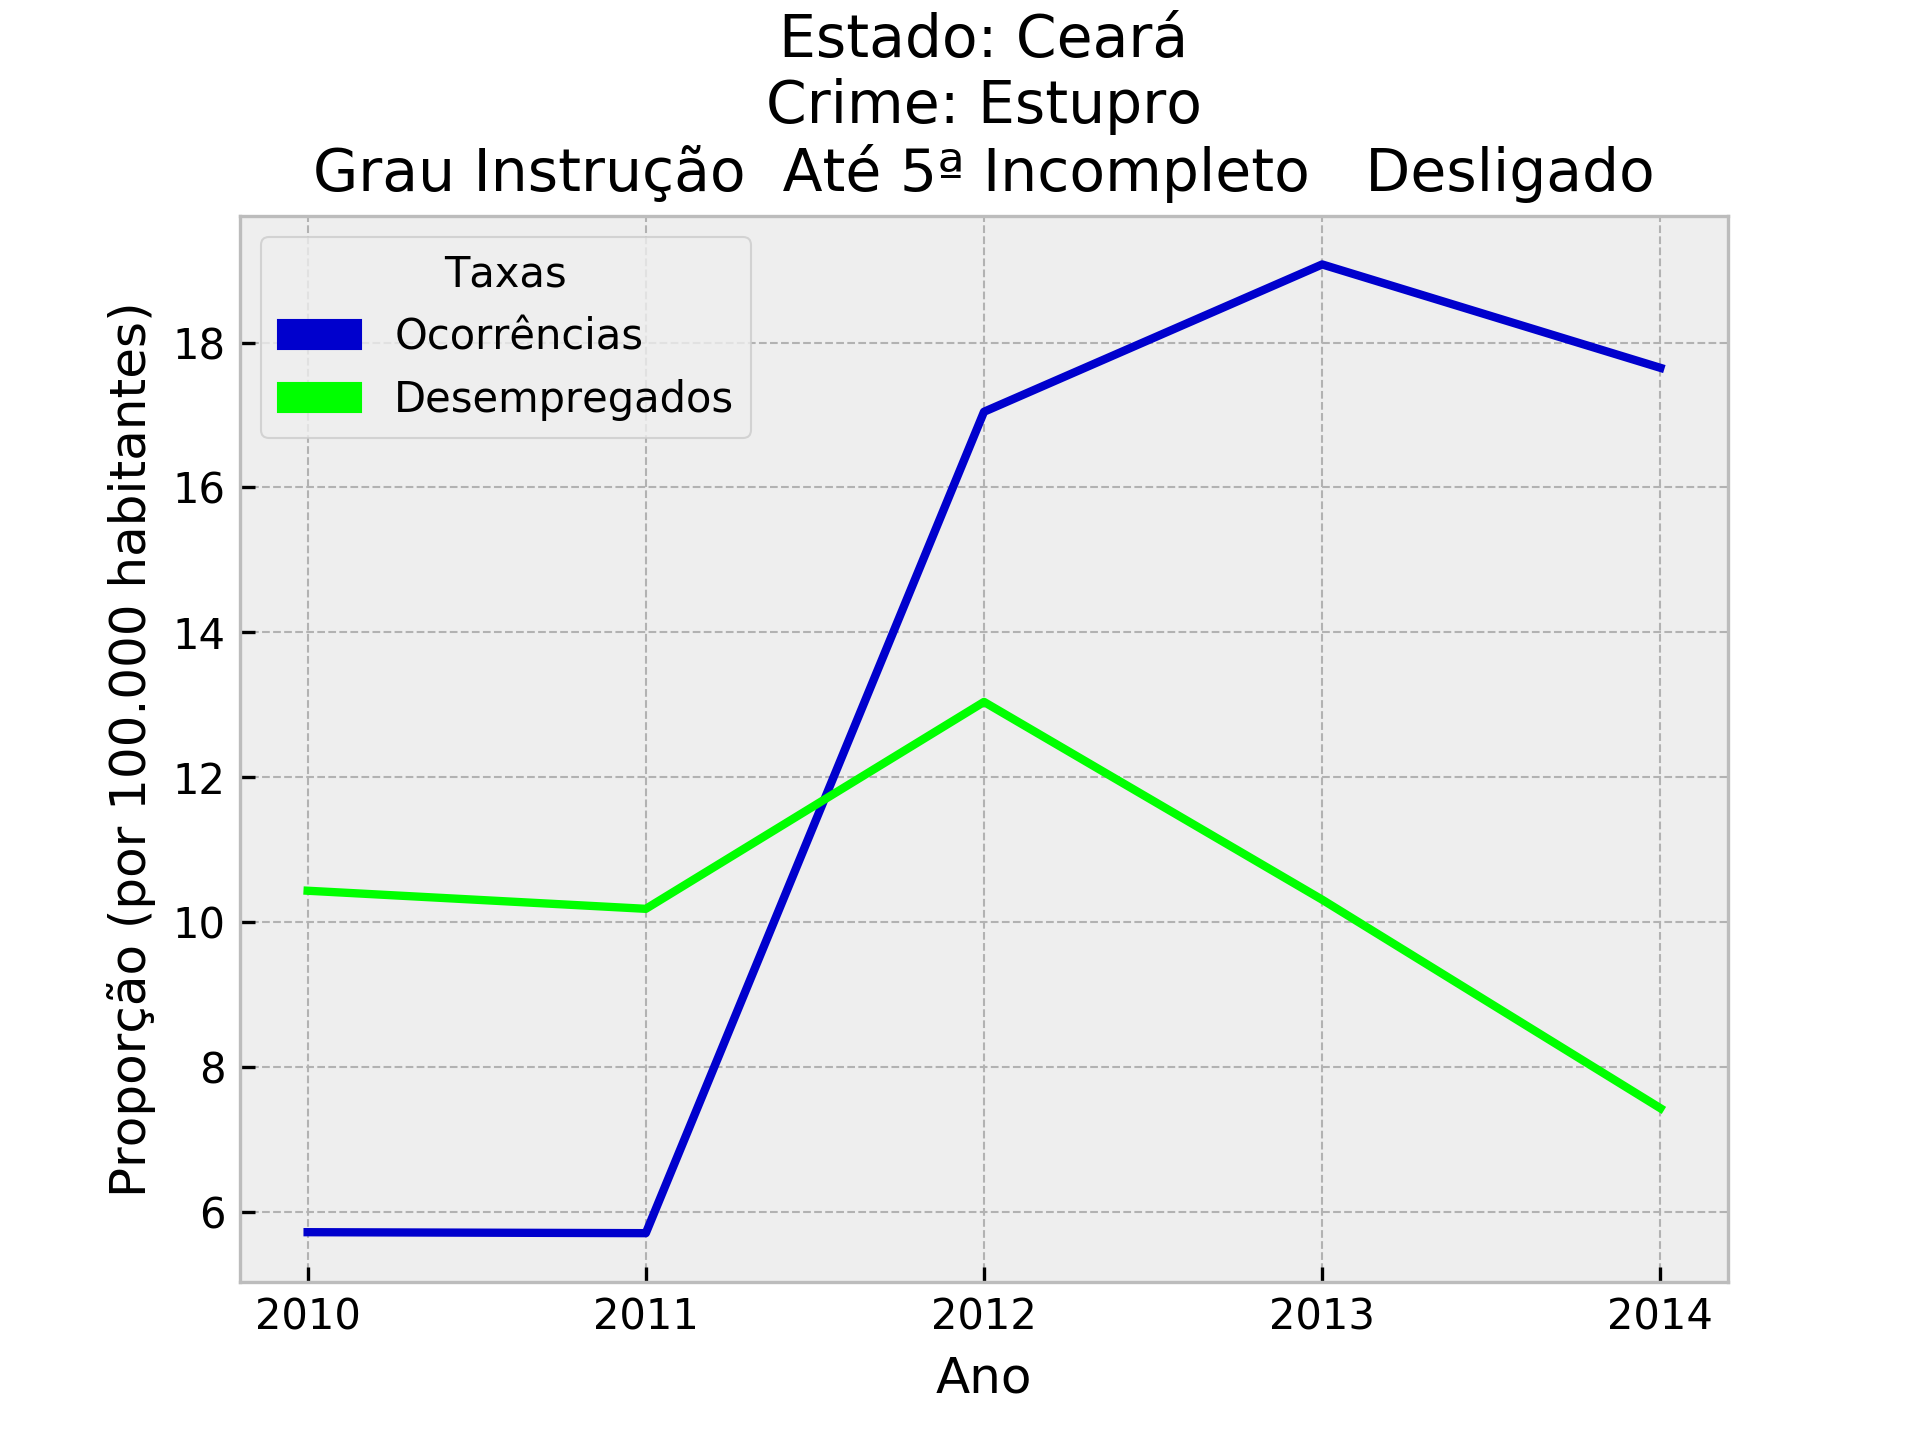 Estado: Ceará
Crime: Estupro
Grau Instrução  Até 5ª Incompleto   Desligado
Taxas
Ocorrências
Desempregados
Proporção (por 100.000 habitantes)
18
16
14
12
10
8
6
2010 2011 2012 2013 2014
Ano